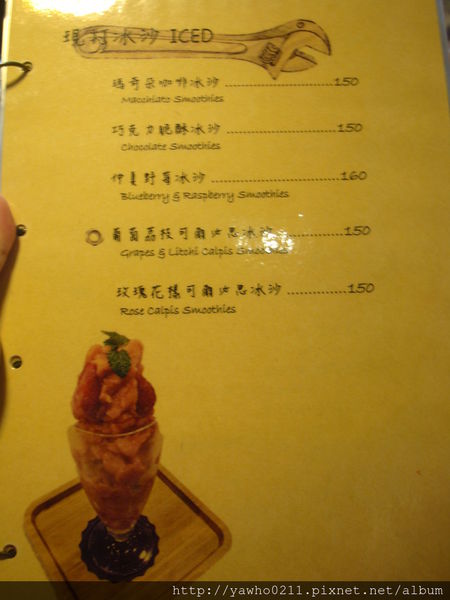 現打冰沙 ICED
瑪奇朵咖啡冰沙 ..............................150
Macchiato Smoothies
巧克力脆酥冰沙 ..............................150
Chocolate Smoothies
伊夏野莓冰沙 ..............................160
Blueberry & Raspberry Smoothies
葡萄荔枝可爾必思冰沙 ................150
Grapes & Litchi Calpis Smoothies
玫瑰花樣可爾必思冰沙 ...............150
Rose Calpis Smoothies
http://yawho0211.pixnet.net/album